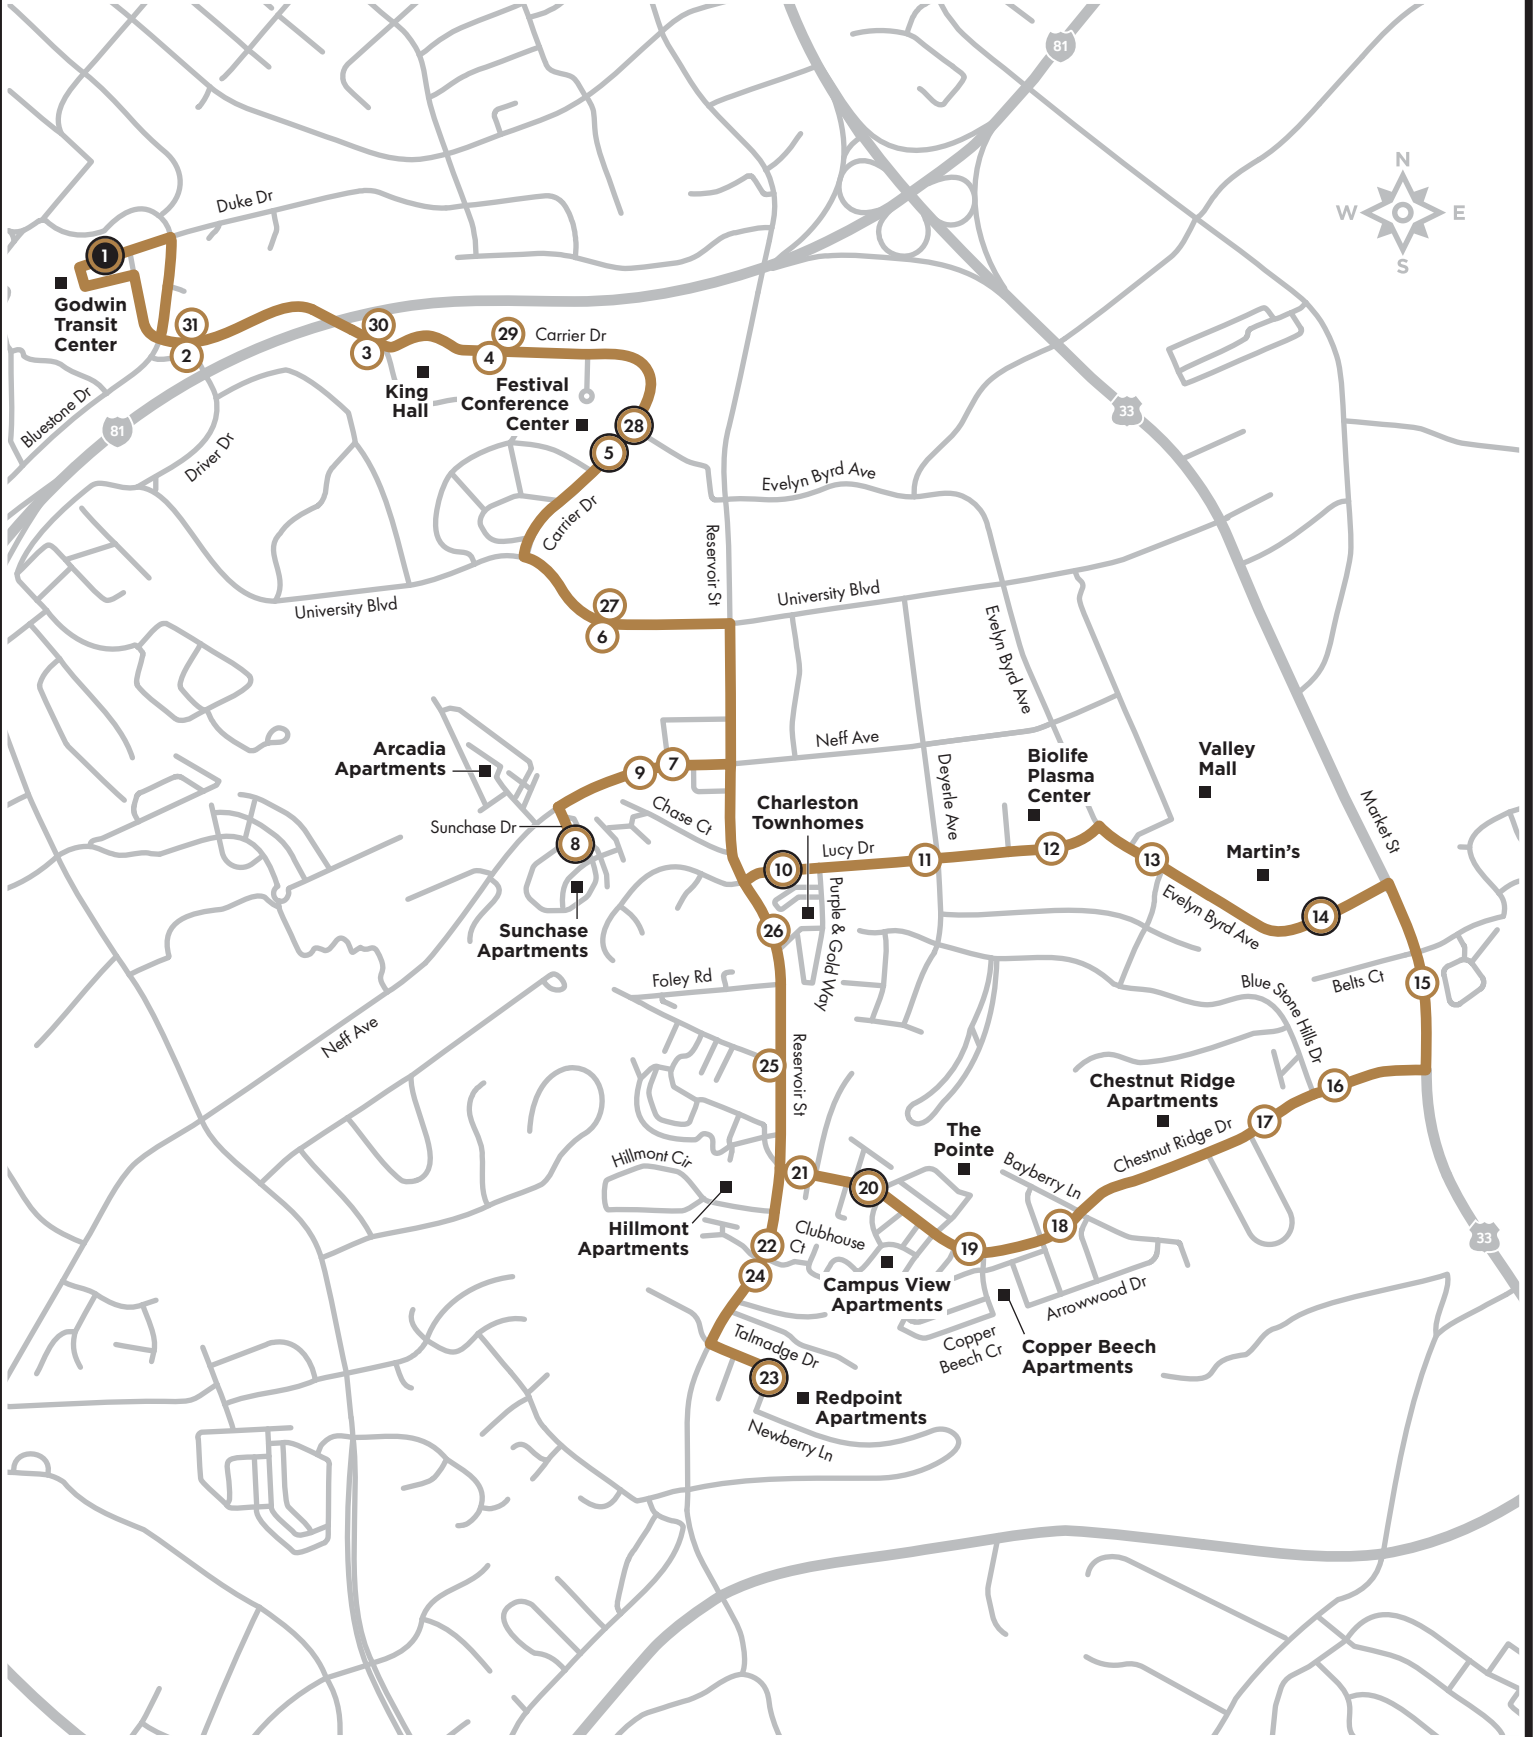 81
N
W
E
S
Duke Dr
1
Godwin
Transit
Center
31
2
30
3
29
4
Carrier Dr
King
Hall
Festival
Conference
Center
28
5
33
Bluestone Dr
81
Driver Dr
Evelyn Byrd Ave
Carrier Dr
Reservoir St
University Blvd
University Blvd
27
6
Evelyn Byrd Ave
Neff Ave
Arcadia
Apartments
9
7
Deyerle Ave
Biolife
Plasma
Center
Valley
Mall
Market St
Chase Ct
Charleston
Townhomes
Sunchase Dr
8
Lucy Dr
10
11
12
13
Martin's
14
Evelyn Byrd Ave
Purple & Gold Way
Sunchase
Apartments
26
Foley Rd
Belts Ct
15
Blue Stone Hills Dr
Neff Ave
25
Reservoir St
16
Chestnut Ridge
Apartments
17
Chestnut Ridge Dr
The
Pointe
Bayberry Ln
Hillmont Cir
21
20
Hillmont
Apartments
22
Clubhouse
Ct
18
19
33
24
Campus View
Apartments
Arrowwood Dr
Copper
Beech Cr
Copper Beech
Apartments
Talmadge Dr
23
Redpoint
Apartments
Newberry Ln